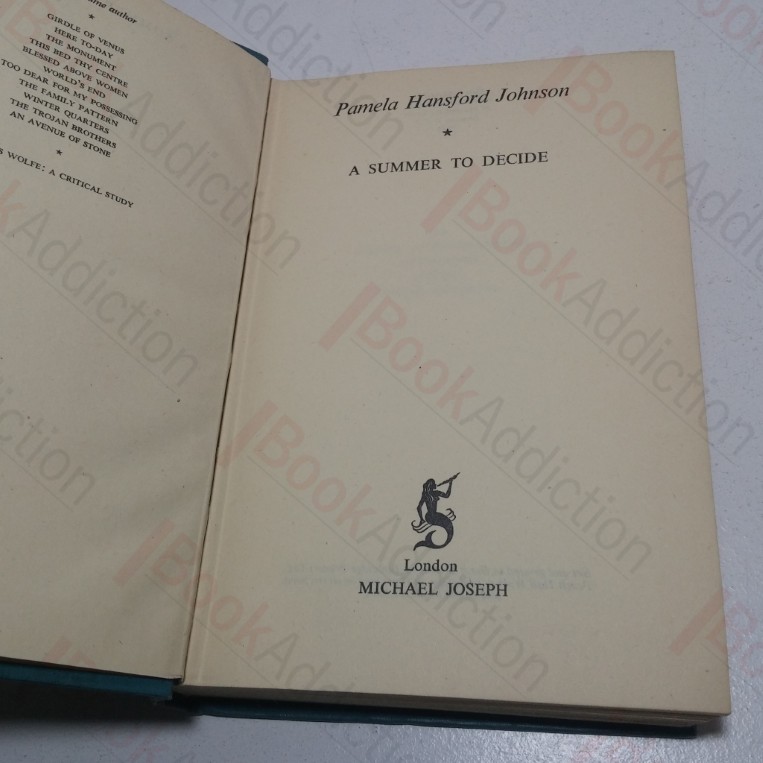 same author
★
GIRDLE OF VENUS
HERE TO-DAY
THE MONUMENT
THIS BED THY CENTRE
BLESSED ABOVE WOMEN
WORLD'S END
TOO DEAR FOR MY POSSESSING
THE FAMILY PATTERN
WINTER QUARTERS
THE TROJAN BROTHERS
AN AVENUE OF STONE
★
S WOLFE: A CRITICAL STUDY
Pamela Hansford Johnson
★
A SUMMER TO DECIDE
London
MICHAEL JOSEPH
BookAddiction